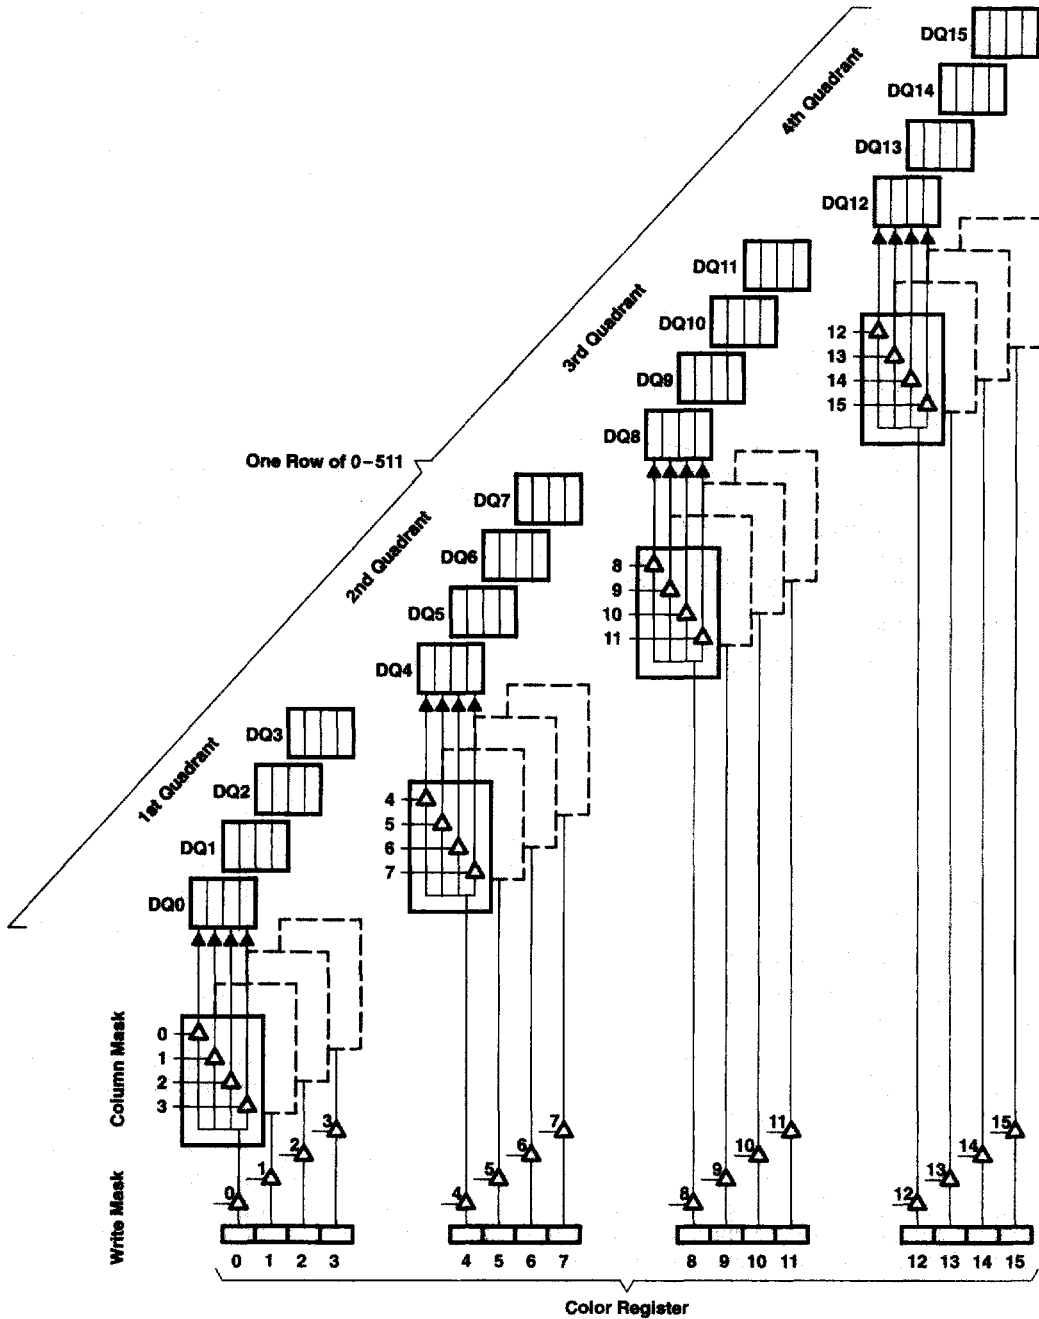 DQ15
DQ14
DQ13
DQ12
4th Quadrant
12
13
14
15
DQ11
DQ10
DQ9
DQ8
3rd Quadrant
8
9
10
11
One Row of 0–511
DQ7
DQ6
DQ5
DQ4
2nd Quadrant
4
5
6
7
DQ3
DQ2
DQ1
DQ0
1st Quadrant
Column Mask
0
1
2
3
Write Mask
0 1 2 3 4 5 6 7 8 9 10 11 12 13 14 15
0 1 2 3 4 5 6 7 8 9 10 11 12 13 14 15
Color Register